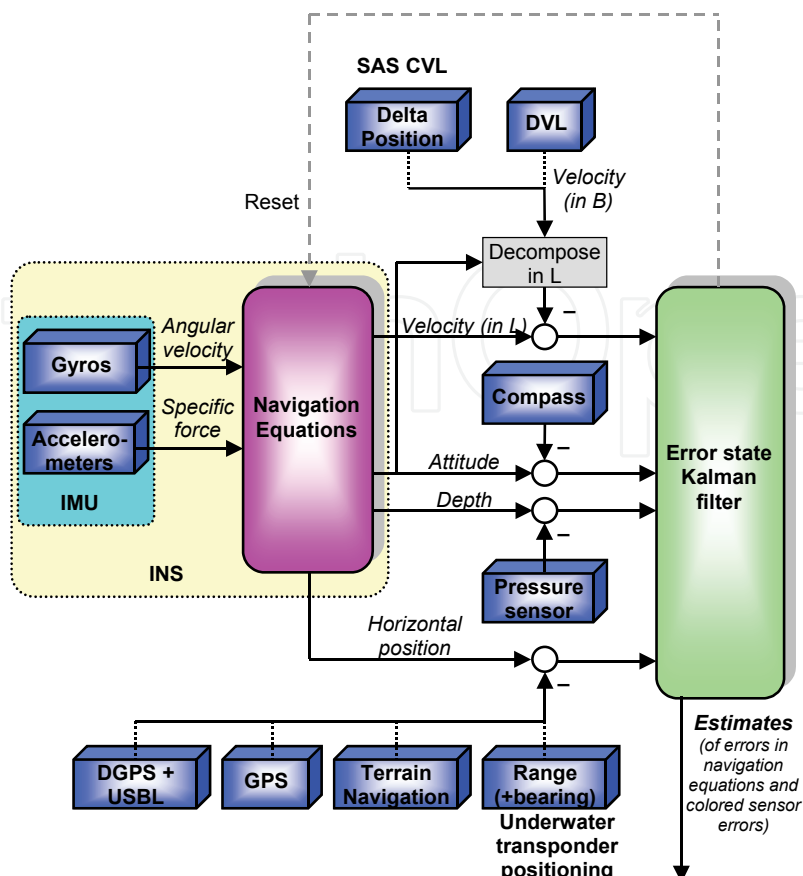 SAS CVL
Delta
Position
DVL
Velocity
(in B)
Reset
Decompose
in L
–
Angular
velocity
Velocity (in L)
Gyros
Compass
Specific
force
Navigation
Equations
Accelero-
meters
–
Error state
Kalman
filter
Attitude
IMU
Depth
–
INS
Pressure
sensor
Horizontal
position
–
Estimates
(of errors in
navigation
equations and
colored sensor
errors)
DGPS +
USBL
GPS
Terrain
Navigation
Range
(+bearing)
Underwater
transponder
positioning